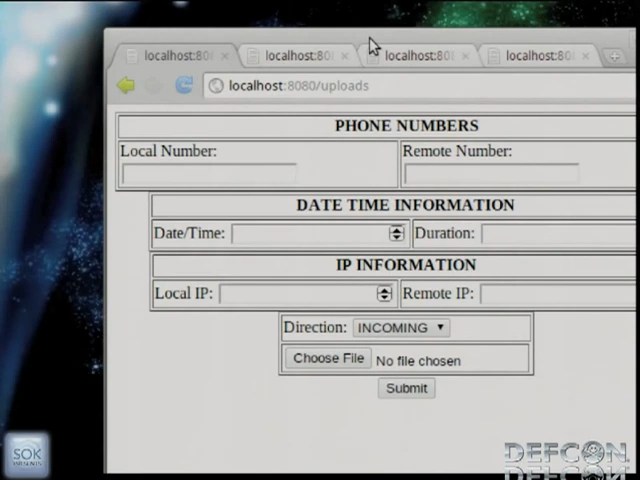 localhost:808
localhost:808
localhost:808
localhost:808
localhost:8080/uploads
PHONE NUMBERS
Local Number:
Remote Number:
DATE TIME INFORMATION
Date/Time:
Duration:
IP INFORMATION
Local IP:
Remote IP:
Direction: INCOMING
Choose File No file chosen
Submit
SOK
PRESENTS
DEFCON